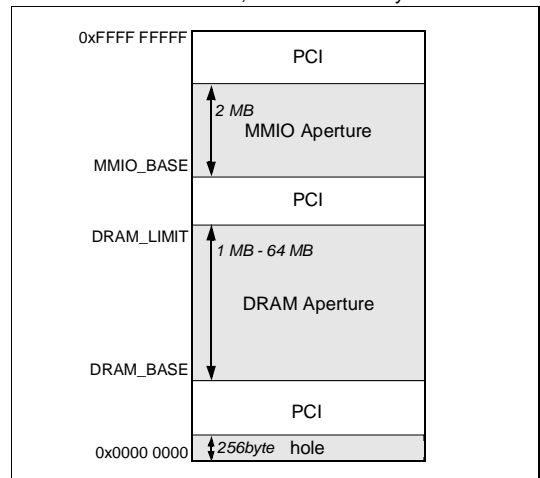 0xFFFF FFFFF
PCI
2 MB
MMIO Aperture
MMIO_BASE
PCI
DRAM_LIMIT
1 MB - 64 MB
DRAM Aperture
DRAM_BASE
PCI
0x0000 0000
256byte hole